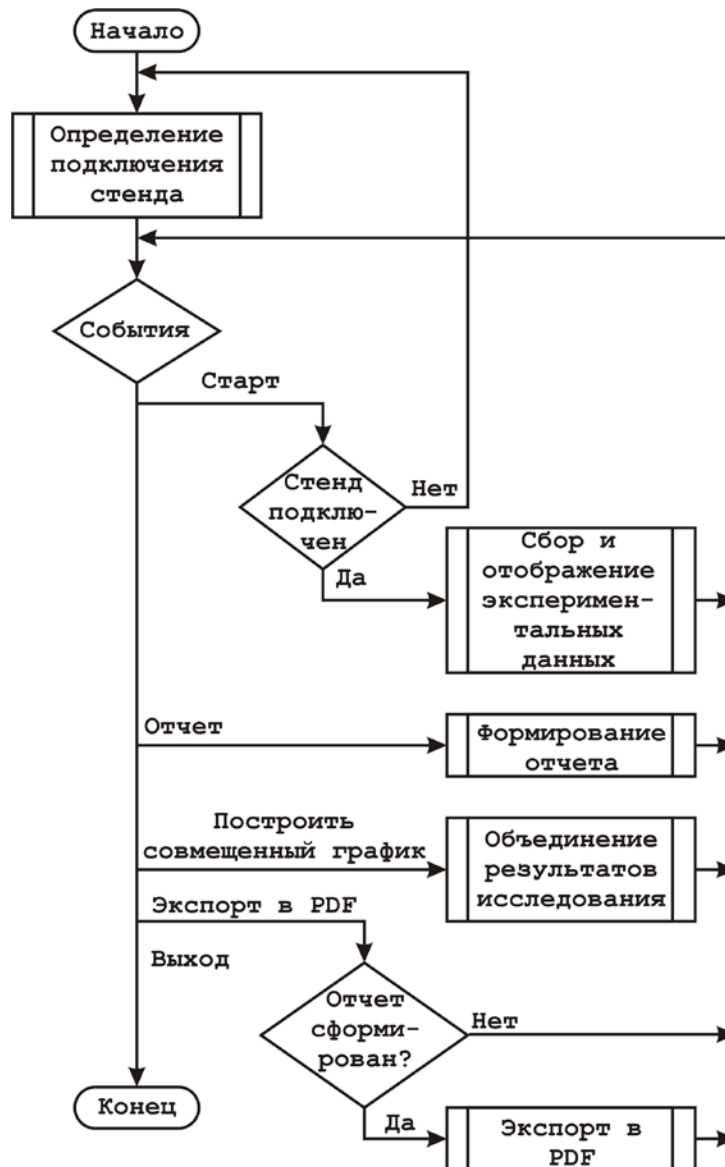 Начало
Определение
подключения
стенда
События
Старт
Стенд
подклю-
чен
Нет
Да
Сбор и
отображение
эксперимен-
тальных
данных
Отчет
Формирование
отчета
Построить
совмещенный график
Объединение
результатов
исследования
Экспорт в PDF
Выход
Отчет
сформи-
рован?
Нет
Конец
Да
Экспорт в
PDF